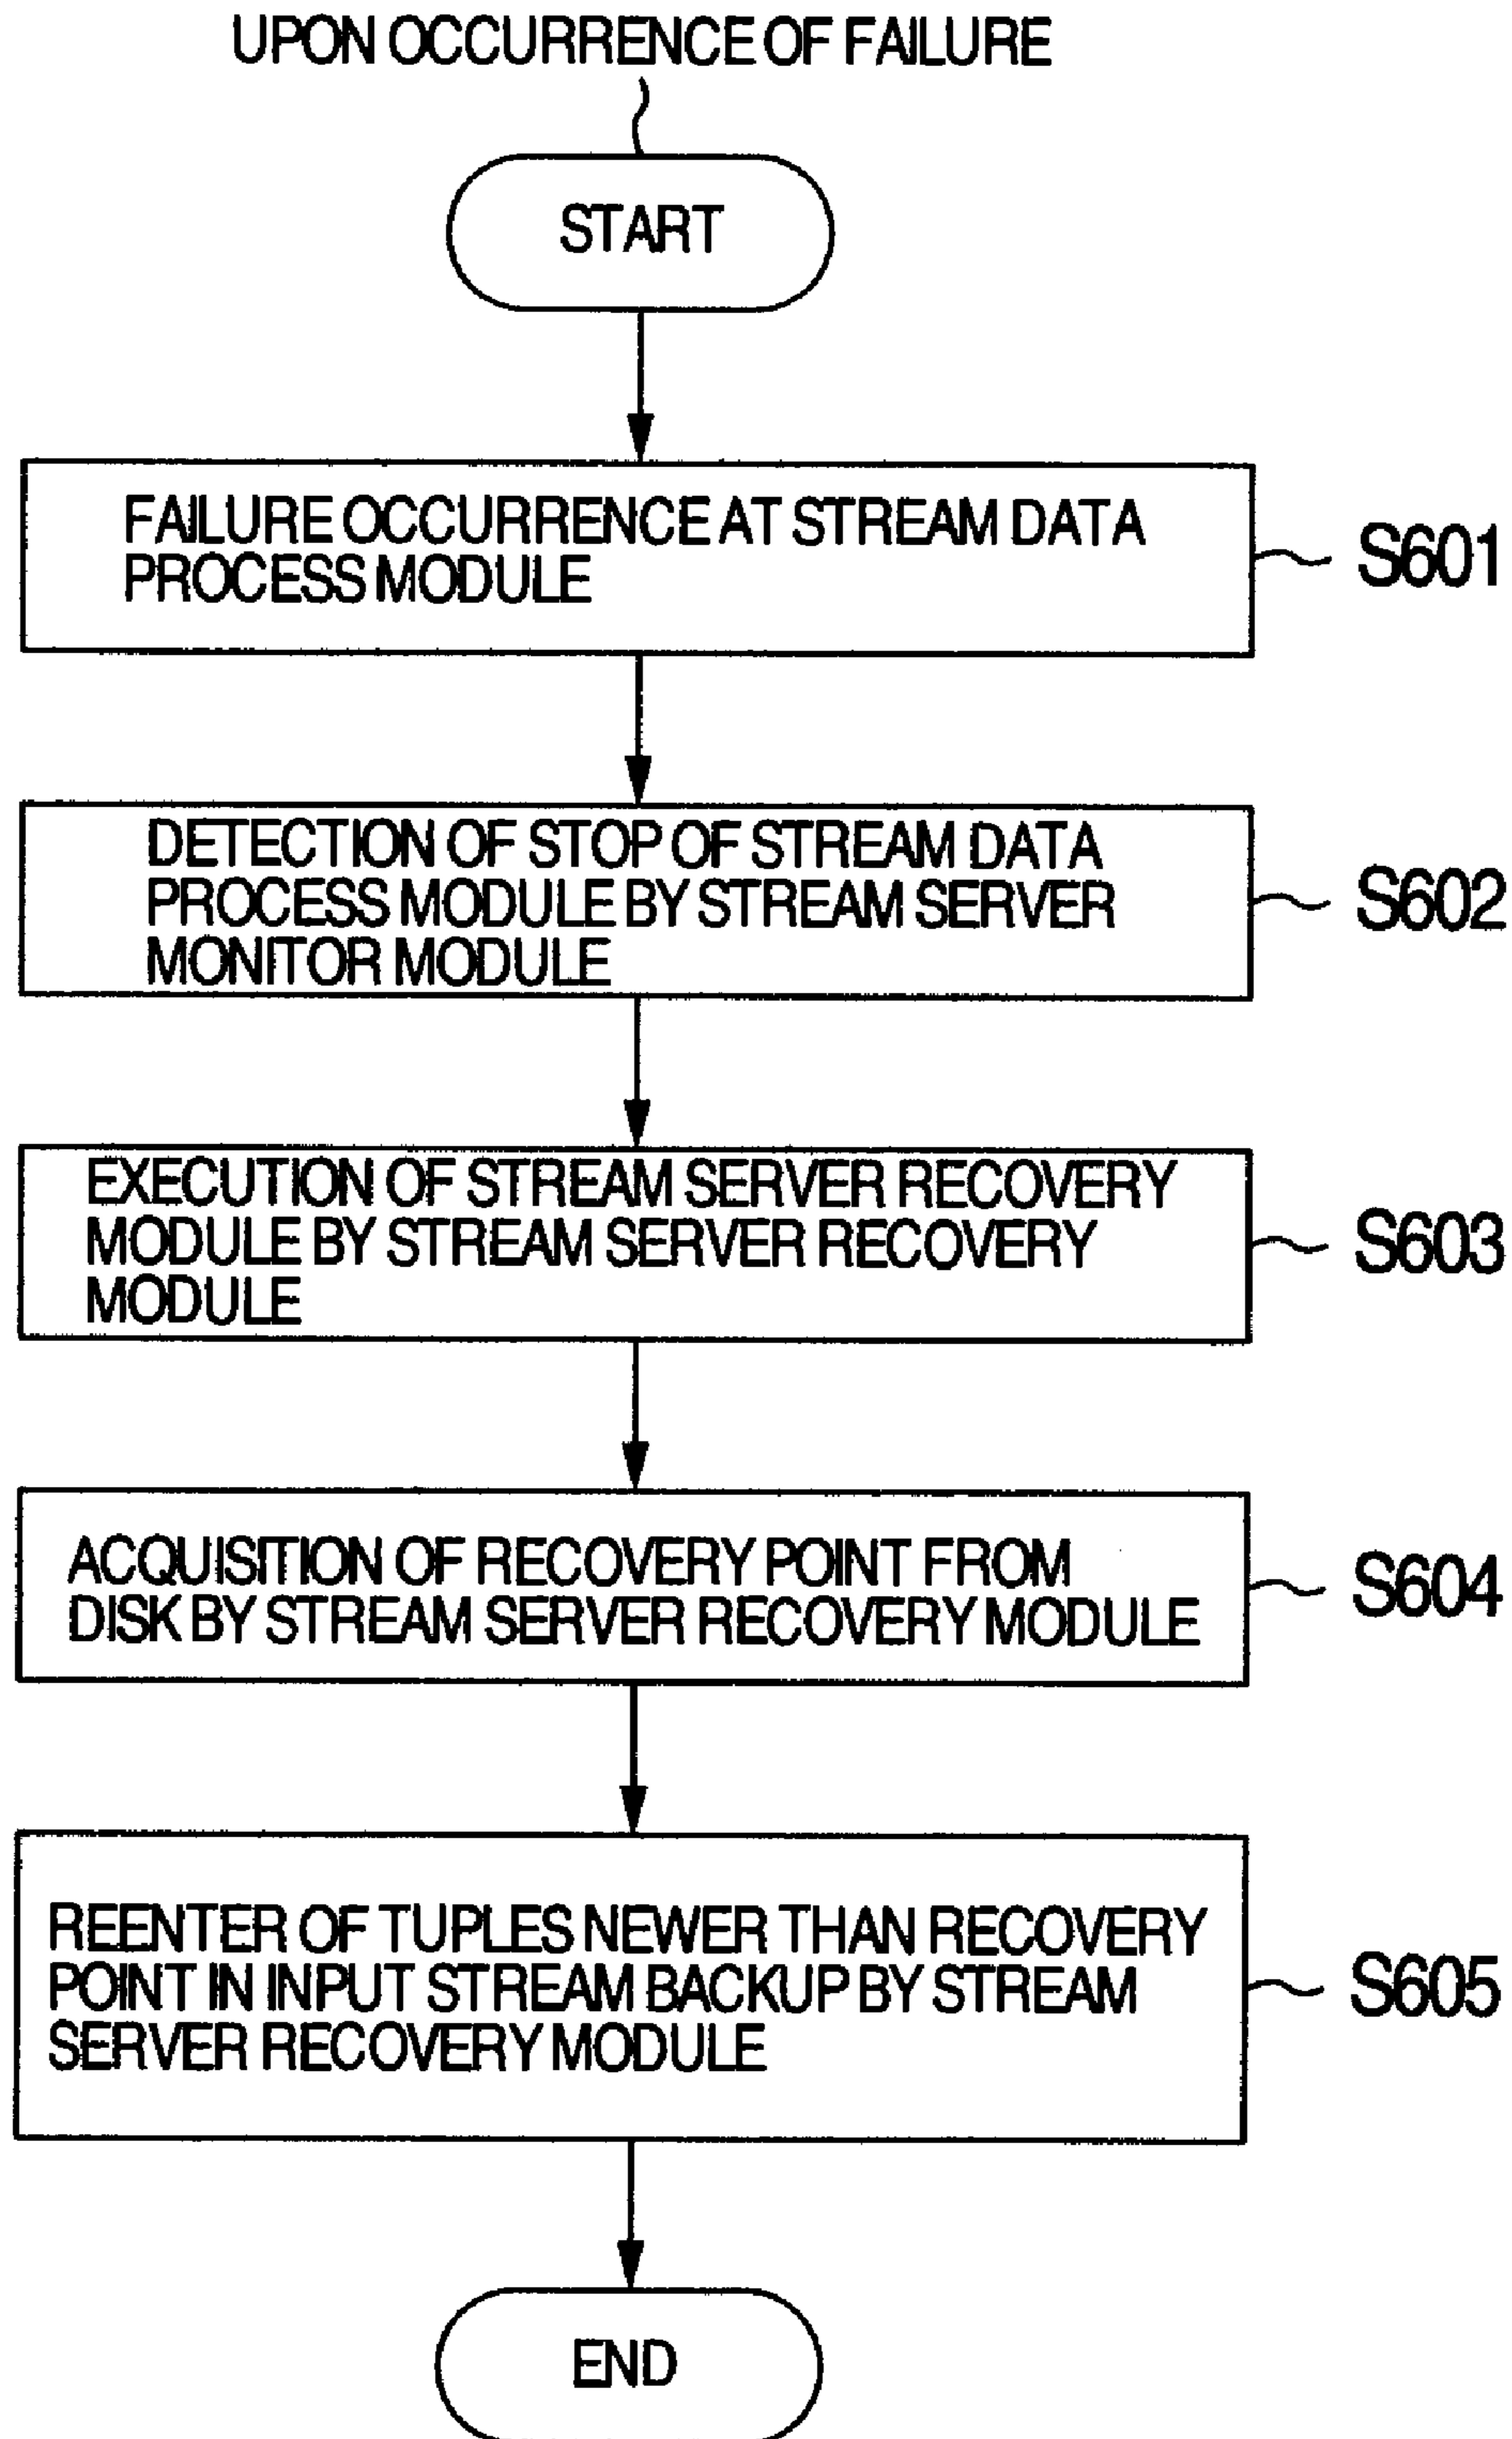 UPON OCCURRENCE OF FAILURE
START
FAILURE OCCURRENCE AT STREAM DATA
PROCESS MODULE
S601
DETECTION OF STOP OF STREAM DATA
PROCESS MODULE BY STREAM SERVER
MONITOR MODULE
S602
EXECUTION OF STREAM SERVER RECOVERY
MODULE BY STREAM SERVER RECOVERY
MODULE
S603
ACQUISITION OF RECOVERY POINT FROM
DISK BY STREAM SERVER RECOVERY MODULE
S604
REENTER OF TUPLES NEWER THAN RECOVERY
POINT IN INPUT STREAM BACKUP BY STREAM
SERVER RECOVERY MODULE
S605
END